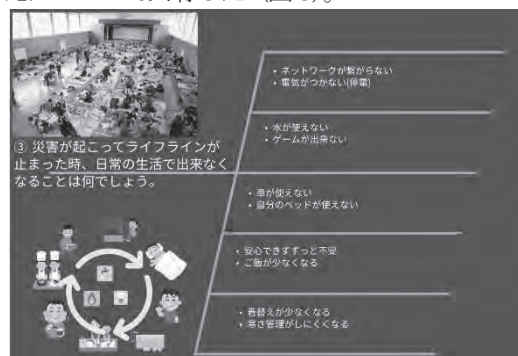 ③ 災害が起こってライフラインが
止まった時、日常の生活で出来なく
なることは何でしょう。
• ネットワークが繋がらない
• 電気がつかない(停電)
• 水が使えない
• ゲームが出来ない
• 車が使えない
• 自分のベッドが使えない
• 安心できずずっと不安
• ご飯が少なくなる
• 着替えが少なくなる
• 寒さ管理がしにくくなる